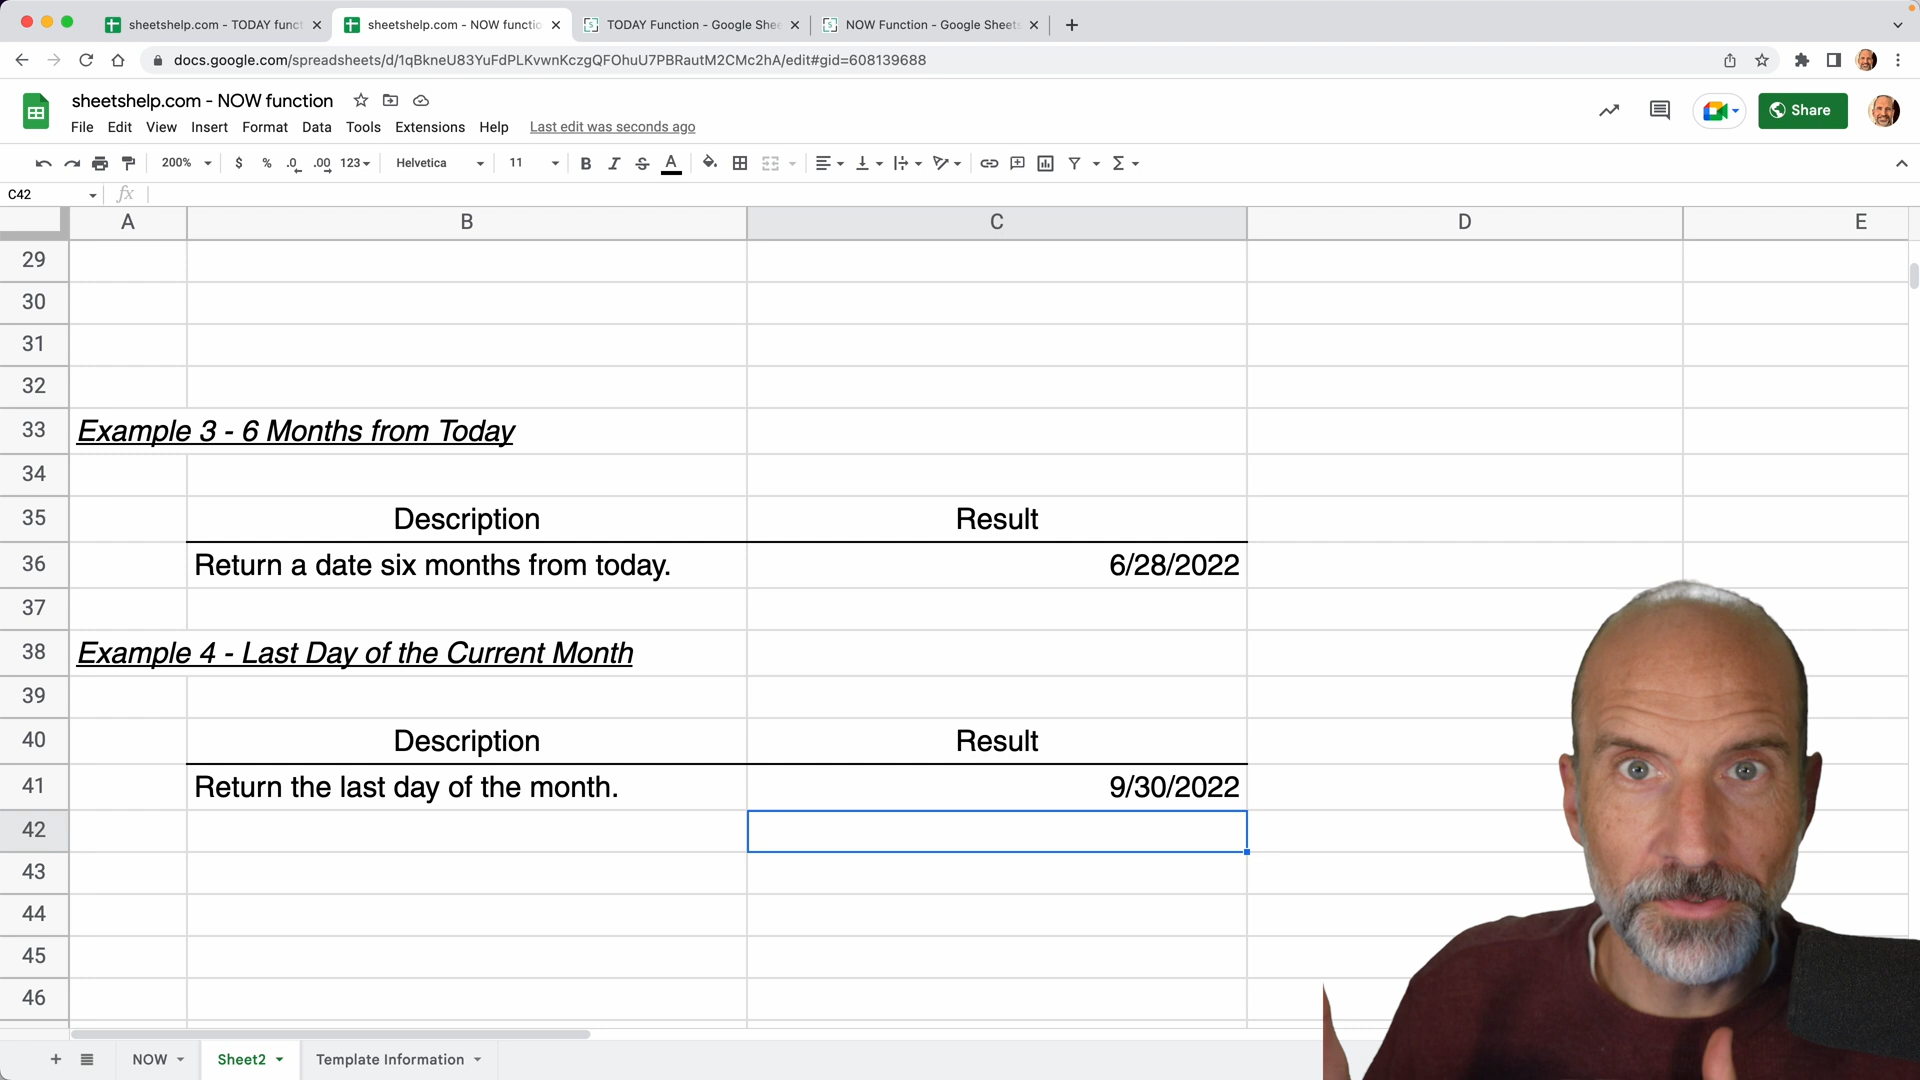 sheetshelp.com - TODAY funct
sheetshelp.com - NOW functio
TODAY Function - Google She
NOW Function - Google Sheets
docs.google.com/spreadsheets/d/1qBkneU83YuFdPLKvwnKczgQFOhuU7PBRautM2CMc2hA/edit#gid=608139688
sheetshelp.com - NOW function
File Edit View Insert Format Data Tools Extensions Help Last edit was seconds ago
Share
200% $ % .0 .00 123 Helvetica 11 B I S A Σ
C42 fx
A B C D E
29
30
31
32
33 Example 3 - 6 Months from Today
34
35 Description Result
36 Return a date six months from today. 6/28/2022
37
38 Example 4 - Last Day of the Current Month
39
40 Description Result
41 Return the last day of the month. 9/30/2022
42
43
44
45
46
+ NOW Sheet2 Template Information